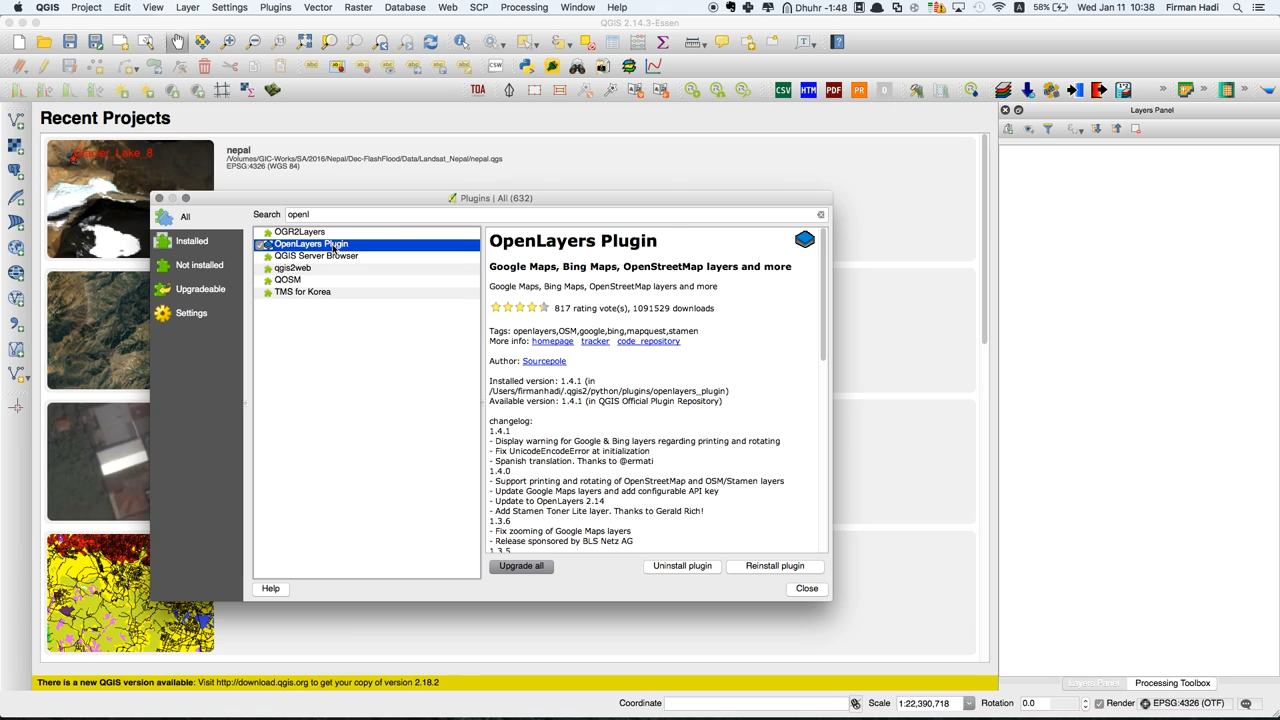 QGIS Project Edit View Layer Settings Plugins Vector Raster Database Web SCP Processing Window Help Dhuhr -1:48 58% Wed Jan 11 10:38 Firman Hadi
QGIS 2.14.3-Essen
CSW
TOA CSV HTM PDF PR
Recent Projects
Layers Panel
Glacier_Lake_8
nepal
/Volumes/GIC-Works/SA/2016/Nepal/Dec-FlashFlood/Data/Landsat_Nepal/nepal.qgs
EPSG:4326 (WGS 84)
Plugins | All (632)
All
Installed
Not installed
Upgradeable
Settings
Search openl
OGR2Layers
OpenLayers Plugin
QGIS Server Browser
qgis2web
QOSM
TMS for Korea
OpenLayers Plugin
Google Maps, Bing Maps, OpenStreetMap layers and more
Google Maps, Bing Maps, OpenStreetMap layers and more
817 rating vote(s), 1091529 downloads
Tags: openlayers,OSM,google,bing,mapquest,stamen
More info: homepage tracker code_repository
Author: Sourcepole
Installed version: 1.4.1 (in
/Users/firmanhadi/.qgis2/python/plugins/openlayers_plugin)
Available version: 1.4.1 (in QGIS Official Plugin Repository)
changelog:
1.4.1
- Display warning for Google & Bing layers regarding printing and rotating
- Fix UnicodeEncodeError at initialization
- Spanish translation. Thanks to @ermati
1.4.0
- Support printing and rotating of OpenStreetMap and OSM/Stamen layers
- Update Google Maps layers and add configurable API key
- Update to OpenLayers 2.14
- Add Stamen Toner Lite layer. Thanks to Gerald Rich!
1.3.6
- Fix zooming of Google Maps layers
- Release sponsored by BLS Netz AG
1.3.5
Upgrade all Uninstall plugin Reinstall plugin
Help Close
There is a new QGIS version available: Visit http://download.qgis.org to get your copy of version 2.18.2
Layers Panel Processing Toolbox
Coordinate Scale 1:22,390,718 Rotation 0.0 Render EPSG:4326 (OTF)